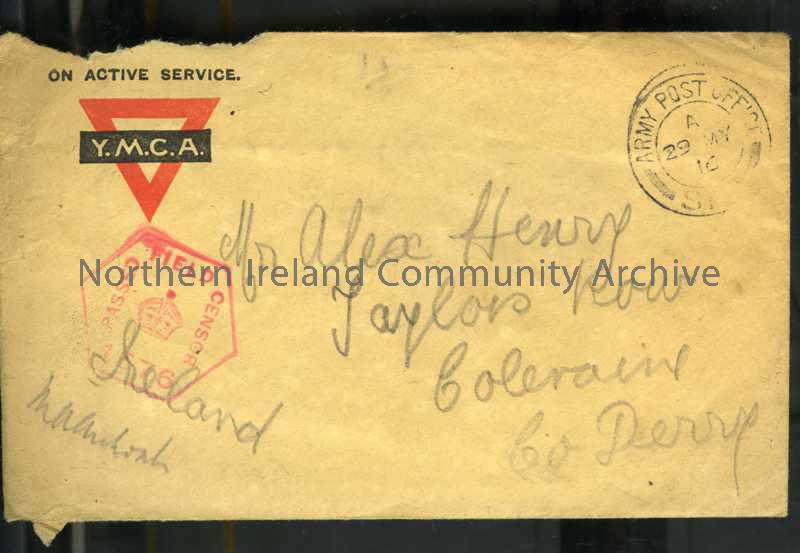 ON ACTIVE SERVICE.
Y.M.C.A.
ARMY POST OFFICE
A
29 MY
16
PASSED FIELD CENSOR
Mr Alex Henry
Northern Ireland Community Archive
Taylors Row
Colerain
Ireland
Co Derry